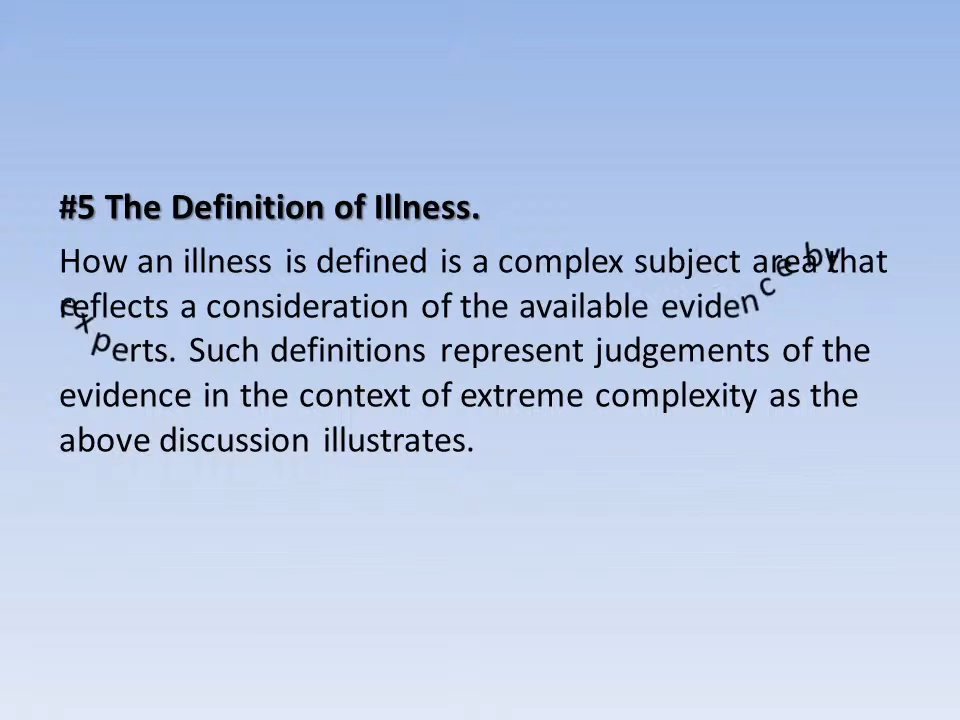 #5 The Definition of Illness.
How an illness is defined is a complex subject area that
reflects a consideration of the available evidence by
experts. Such definitions represent judgements of the
evidence in the context of extreme complexity as the
above discussion illustrates.